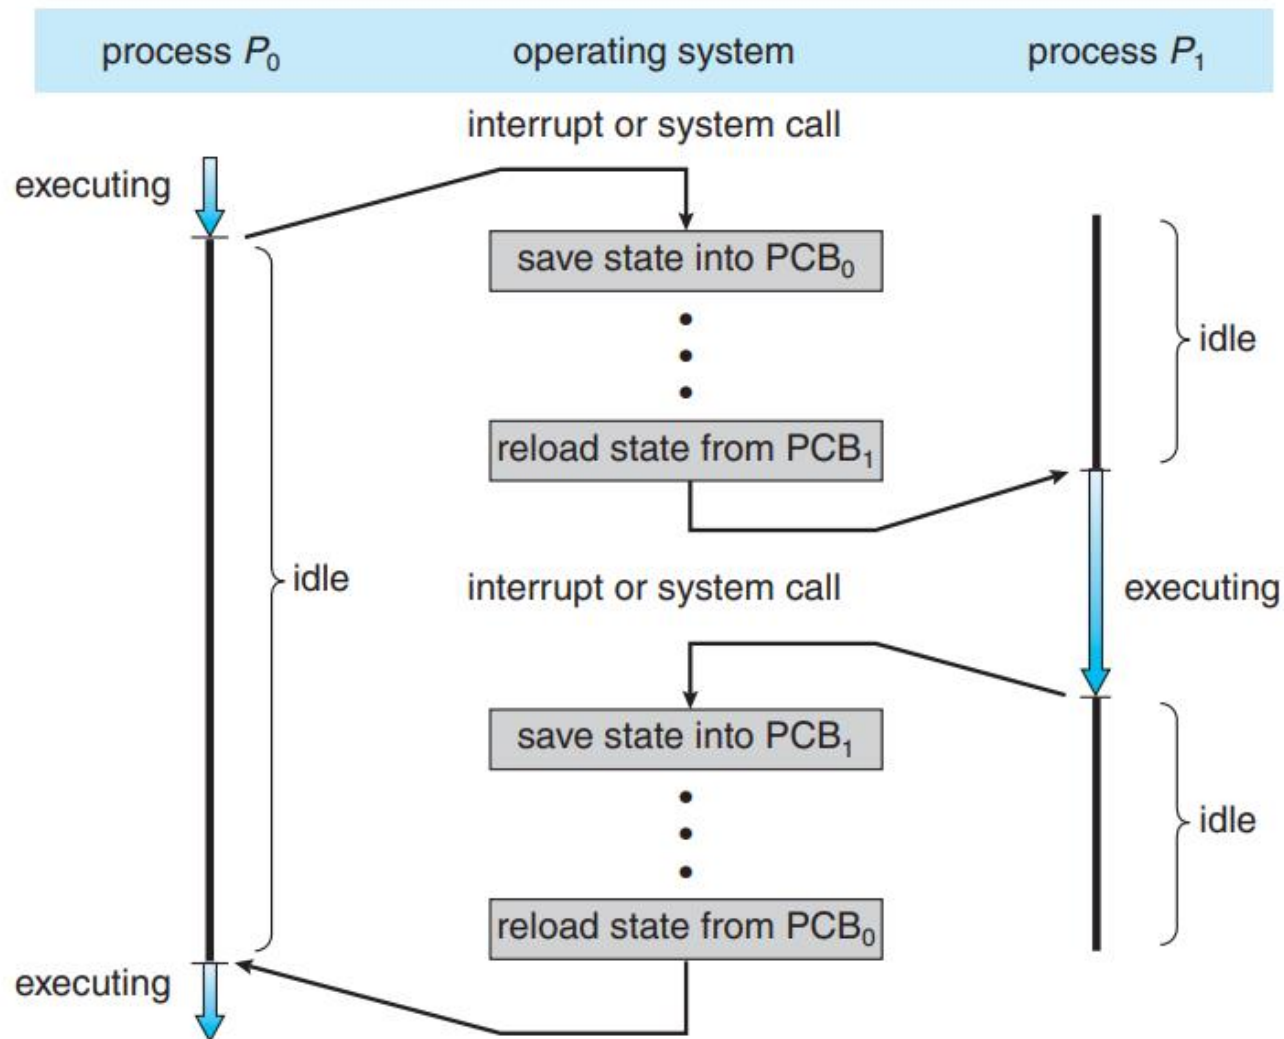 process P₀ operating system process P₁
interrupt or system call
executing
save state into PCB₀
idle
reload state from PCB₁
idle
interrupt or system call
executing
save state into PCB₁
idle
reload state from PCB₀
executing